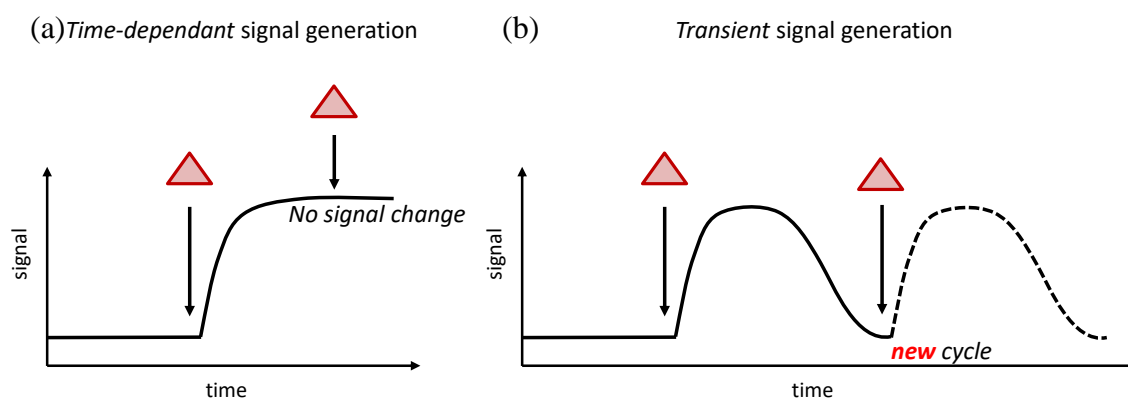 (a) Time-dependant signal generation
No signal change
signal
time
(b) Transient signal generation
signal
new cycle
time